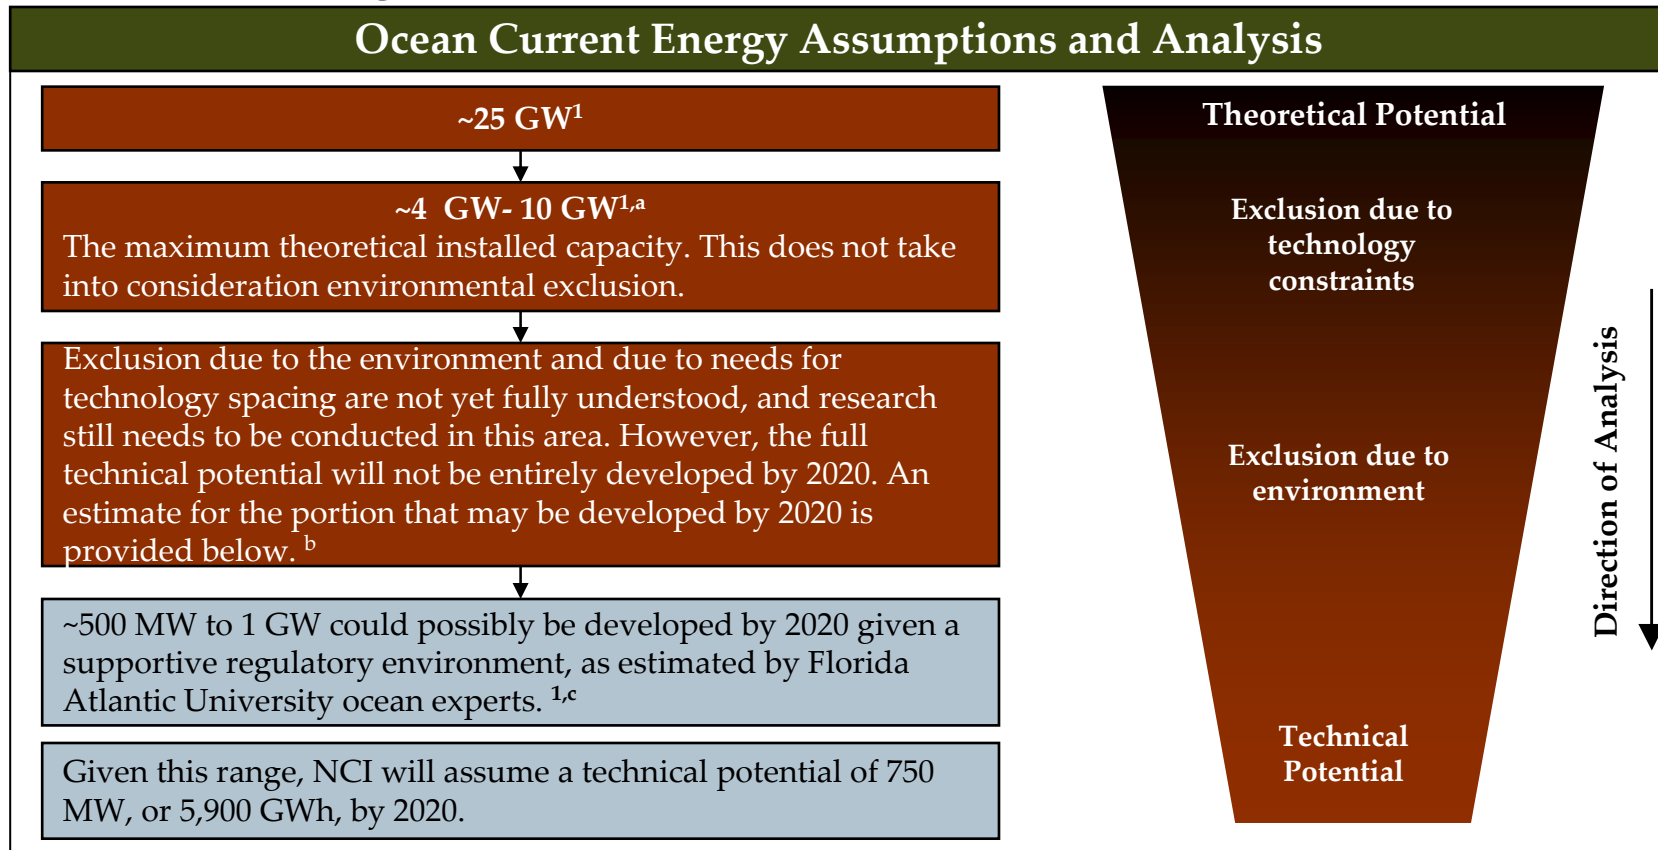 Ocean Current Energy Assumptions and Analysis
~25 GW1
~4 GW- 10 GW1,a
The maximum theoretical installed capacity. This does not take
into consideration environmental exclusion.
Exclusion due to the environment and due to needs for
technology spacing are not yet fully understood, and research
still needs to be conducted in this area. However, the full
technical potential will not be entirely developed by 2020. An
estimate for the portion that may be developed by 2020 is
provided below. b
~500 MW to 1 GW could possibly be developed by 2020 given a
supportive regulatory environment, as estimated by Florida
Atlantic University ocean experts. 1,c
Given this range, NCI will assume a technical potential of 750
MW, or 5,900 GWh, by 2020.
Theoretical Potential
Exclusion due to
technology
constraints
Exclusion due to
environment
Technical
Potential
Direction of Analysis